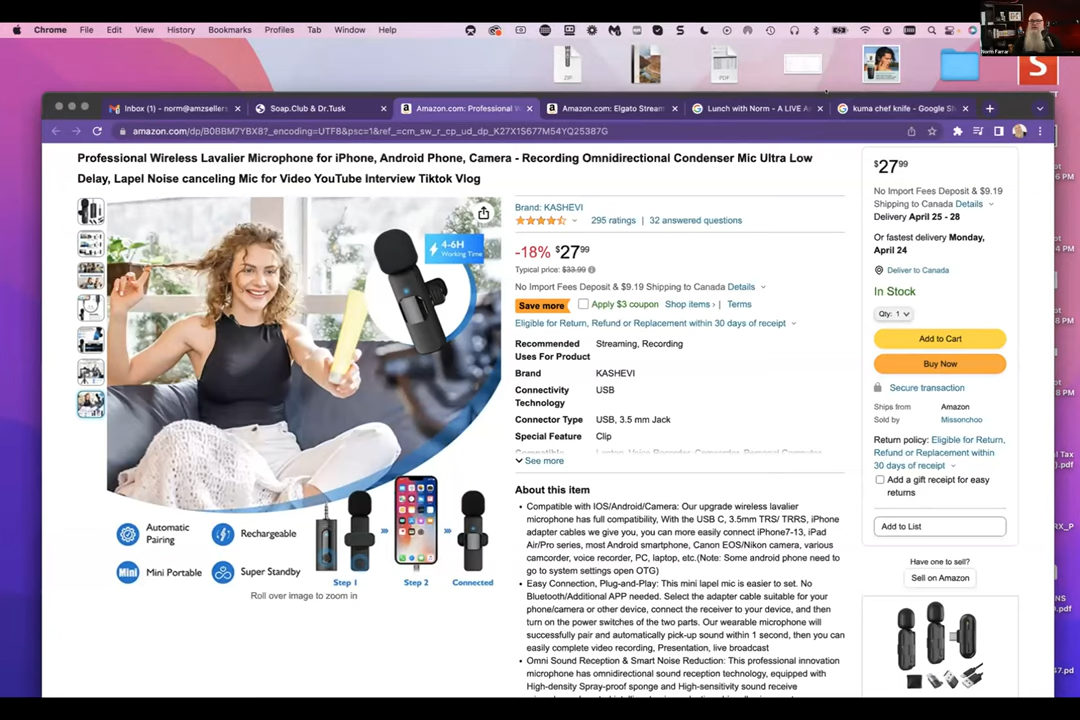 Chrome File Edit View History Bookmarks Profiles Tab Window Help
Norm Farrar
ZIP
PDF
S
Inbox (1) - norm@amzsellers
Soap.Club & Dr.Tusk
Amazon.com: Professional W
Amazon.com: Elgato Stream
Lunch with Norm - A LIVE A
kuma chef knife - Google S
amazon.com/dp/B0BBM7YBX8?_encoding=UTF8&psc=1&ref_=cm_sw_r_cp_ud_dp_K27X1S677M54YQ25387G
Professional Wireless Lavalier Microphone for iPhone, Android Phone, Camera - Recording Omnidirectional Condenser Mic Ultra Low
Delay, Lapel Noise canceling Mic for Video YouTube Interview Tiktok Vlog
4-6H
Working Time
Automatic
Pairing
Rechargeable
Mini
Mini Portable
Super Standby
Step 1
Step 2
Connected
Roll over image to zoom in
Brand: KASHEVI
295 ratings | 32 answered questions
-18% $27.99
Typical price: $33.99
No Import Fees Deposit & $9.19 Shipping to Canada Details
Save more Apply $3 coupon Shop items › | Terms
Eligible for Return, Refund or Replacement within 30 days of receipt
Recommended Streaming, Recording
Uses For Product
Brand KASHEVI
Connectivity USB
Technology
Connector Type USB, 3.5 mm Jack
Special Feature Clip
See more
About this item
• Compatible with IOS/Android/Camera: Our upgrade wireless lavalier
microphone has full compatibility, With the USB C, 3.5mm TRS/ TRRS, iPhone
adapter cables we give you, you can more easily connect iPhone7-13, iPad
Air/Pro series, most Android smartphone, Canon EOS/Nikon camera, various
camcorder, voice recorder, PC, laptop, etc.(Note: Some android phone need to
go to system settings open OTG)
• Easy Connection, Plug-and-Play: This mini lapel mic is easier to set. No
Bluetooth/Additional APP needed. Select the adapter cable suitable for your
phone/camera or other device, connect the receiver to your device, and then
turn on the power switches of the two parts. Our wearable microphone will
successfully pair and automatically pick-up sound within 1 second, then you can
easily complete video recording, Presentation, live broadcast
• Omni Sound Reception & Smart Noise Reduction: This professional innovation
microphone has omnidirectional sound reception technology, equipped with
High-density Spray-proof sponge and High-sensitivity sound receive
$27.99
No Import Fees Deposit & $9.19
Shipping to Canada Details
Delivery April 25 - 28
Or fastest delivery Monday,
April 24
Deliver to Canada
In Stock
Qty: 1
Add to Cart
Buy Now
Secure transaction
Ships from Amazon
Sold by Missonchoo
Return policy: Eligible for Return,
Refund or Replacement within
30 days of receipt
Add a gift receipt for easy
returns
Add to List
Have one to sell?
Sell on Amazon